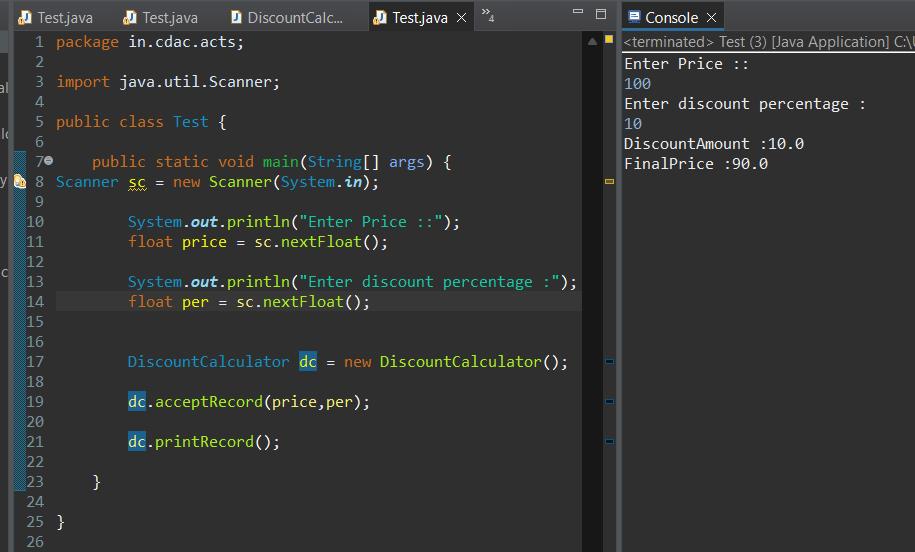 Test.java Test.java DiscountCalc... Test.java 4
1 package in.cdac.acts;
2
3 import java.util.Scanner;
4
5 public class Test {
6
7 public static void main(String[] args) {
8 Scanner sc = new Scanner(System.in);
9
10 System.out.println("Enter Price ::");
11 float price = sc.nextFloat();
12
13 System.out.println("Enter discount percentage :");
14 float per = sc.nextFloat();
15
16
17 DiscountCalculator dc = new DiscountCalculator();
18
19 dc.acceptRecord(price,per);
20
21 dc.printRecord();
22
23 }
24
25 }
26
Console
<terminated> Test (3) [Java Application] C:\
Enter Price ::
100
Enter discount percentage :
10
DiscountAmount :10.0
FinalPrice :90.0